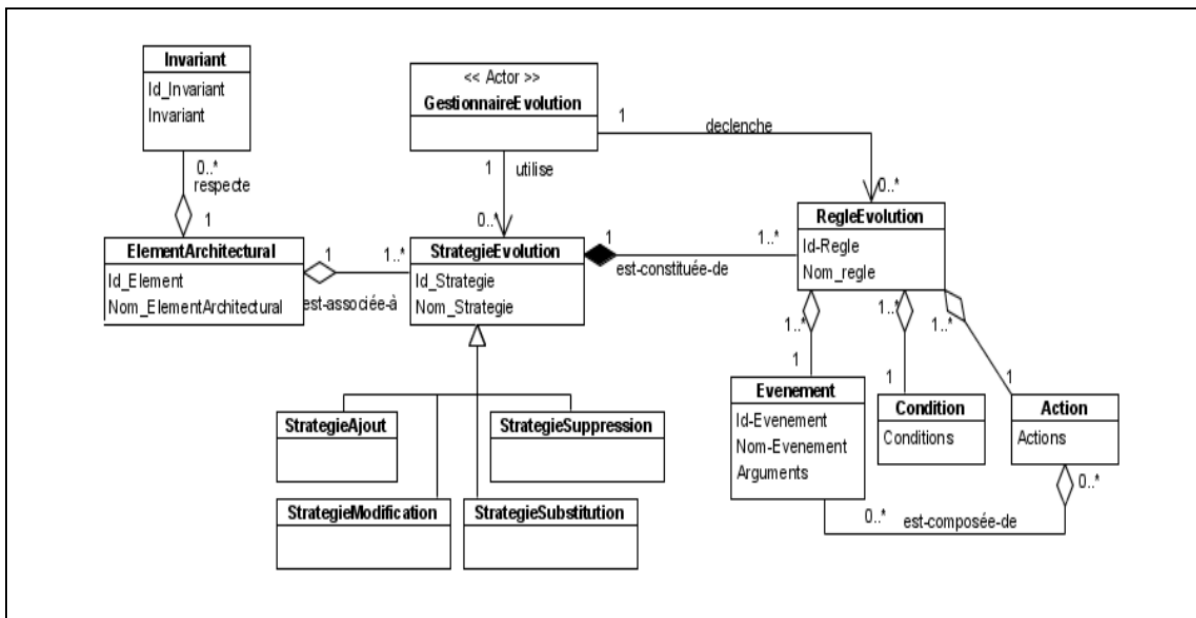 Invariant
Id_Invariant
Invariant
0..*
respecte
1
<< Actor >>
GestionnaireEvolution
1
declenche
1
utilise
0..*
0..*
ElementArchitectural
Id_Element
Nom_ElementArchitectural
1
1..*
est-associée-à
StrategieEvolution
Id_Strategie
Nom_Strategie
1
1..*
est-constituée-de
RegleEvolution
Id-Regle
Nom_regle
1..*
1..*
1..*
1
1
1
StrategieAjout
StrategieSuppression
StrategieModification
StrategieSubstitution
Evenement
Id-Evenement
Nom-Evenement
Arguments
Condition
Conditions
Action
Actions
0..*
0..*
est-composée-de